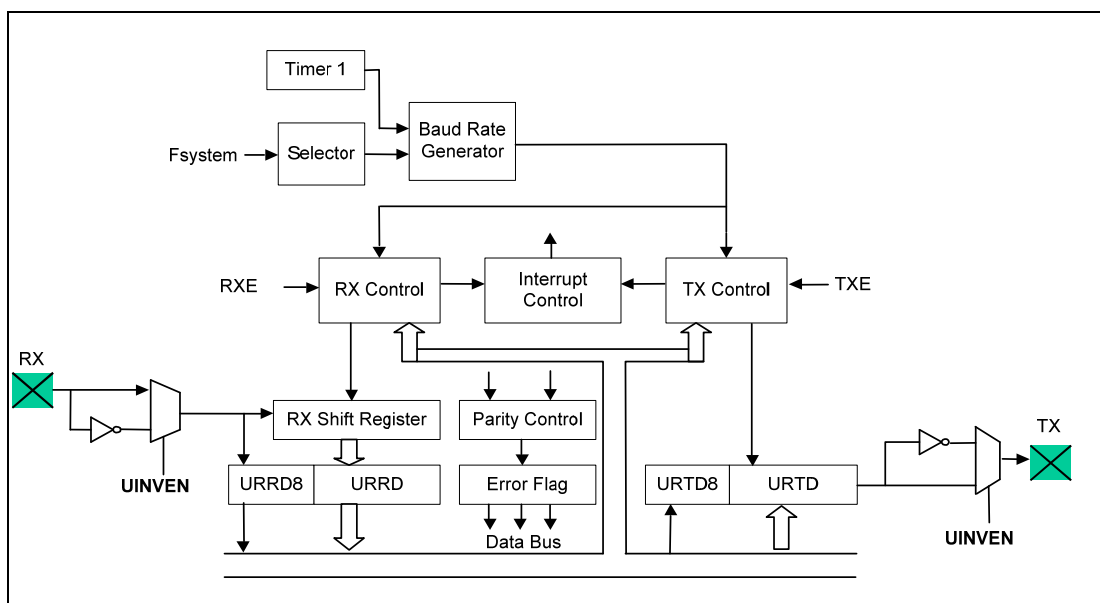 Timer 1
Baud Rate
Generator
Fsystem
Selector
RXE
RX Control
Interrupt
Control
TX Control
TXE
RX
RX Shift Register
Parity Control
TX
UINVEN
URRD8
URRD
Error Flag
URTD8
URTD
Data Bus
UINVEN